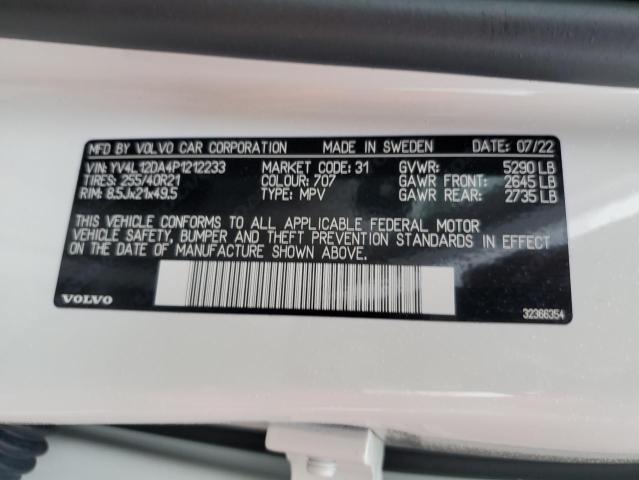 MFD BY VOLVO CAR CORPORATION MADE IN SWEDEN DATE: 07/22
VIN: YV4L12DA4P1212233 MARKET CODE: 31 GVWR: 5290 LB
TIRES: 255/40R21 COLOUR: 707 GAWR FRONT: 2645 LB
RIM: 8.5Jx21x49.5 TYPE: MPV GAWR REAR: 2735 LB
THIS VEHICLE CONFORMS TO ALL APPLICABLE FEDERAL MOTOR
VEHICLE SAFETY, BUMPER AND THEFT PREVENTION STANDARDS IN EFFECT
ON THE DATE OF MANUFACTURE SHOWN ABOVE.
VOLVO 32366354